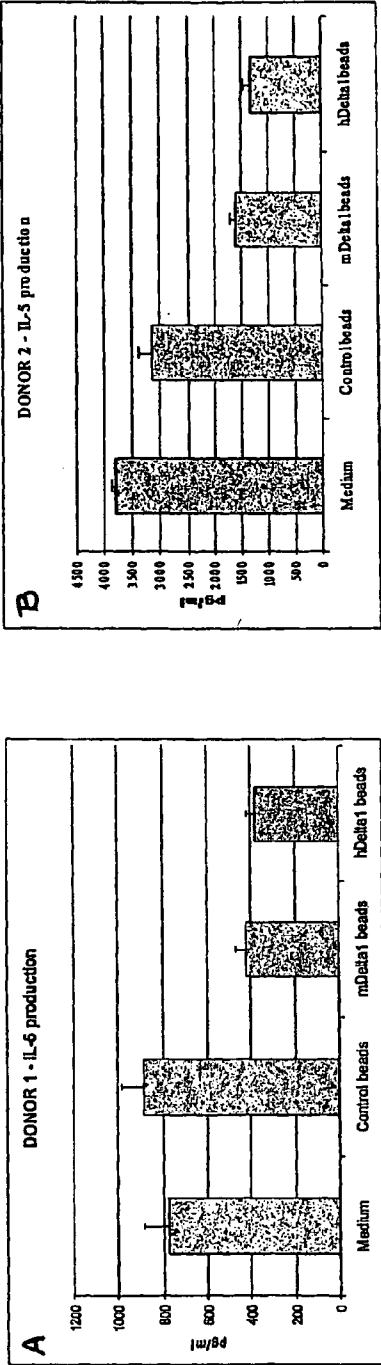 A
DONOR 1 - IL-5 production
1200
1000
800
600
400
200
0
pg/ml
Medium
Control beads
mDelta1 beads
hDelta1 beads
B
DONOR 2 - IL-5 production
4500
4000
3500
3000
2500
2000
1500
1000
500
0
pg/ml
Medium
Control beads
mDelta1 beads
hDelta1 beads